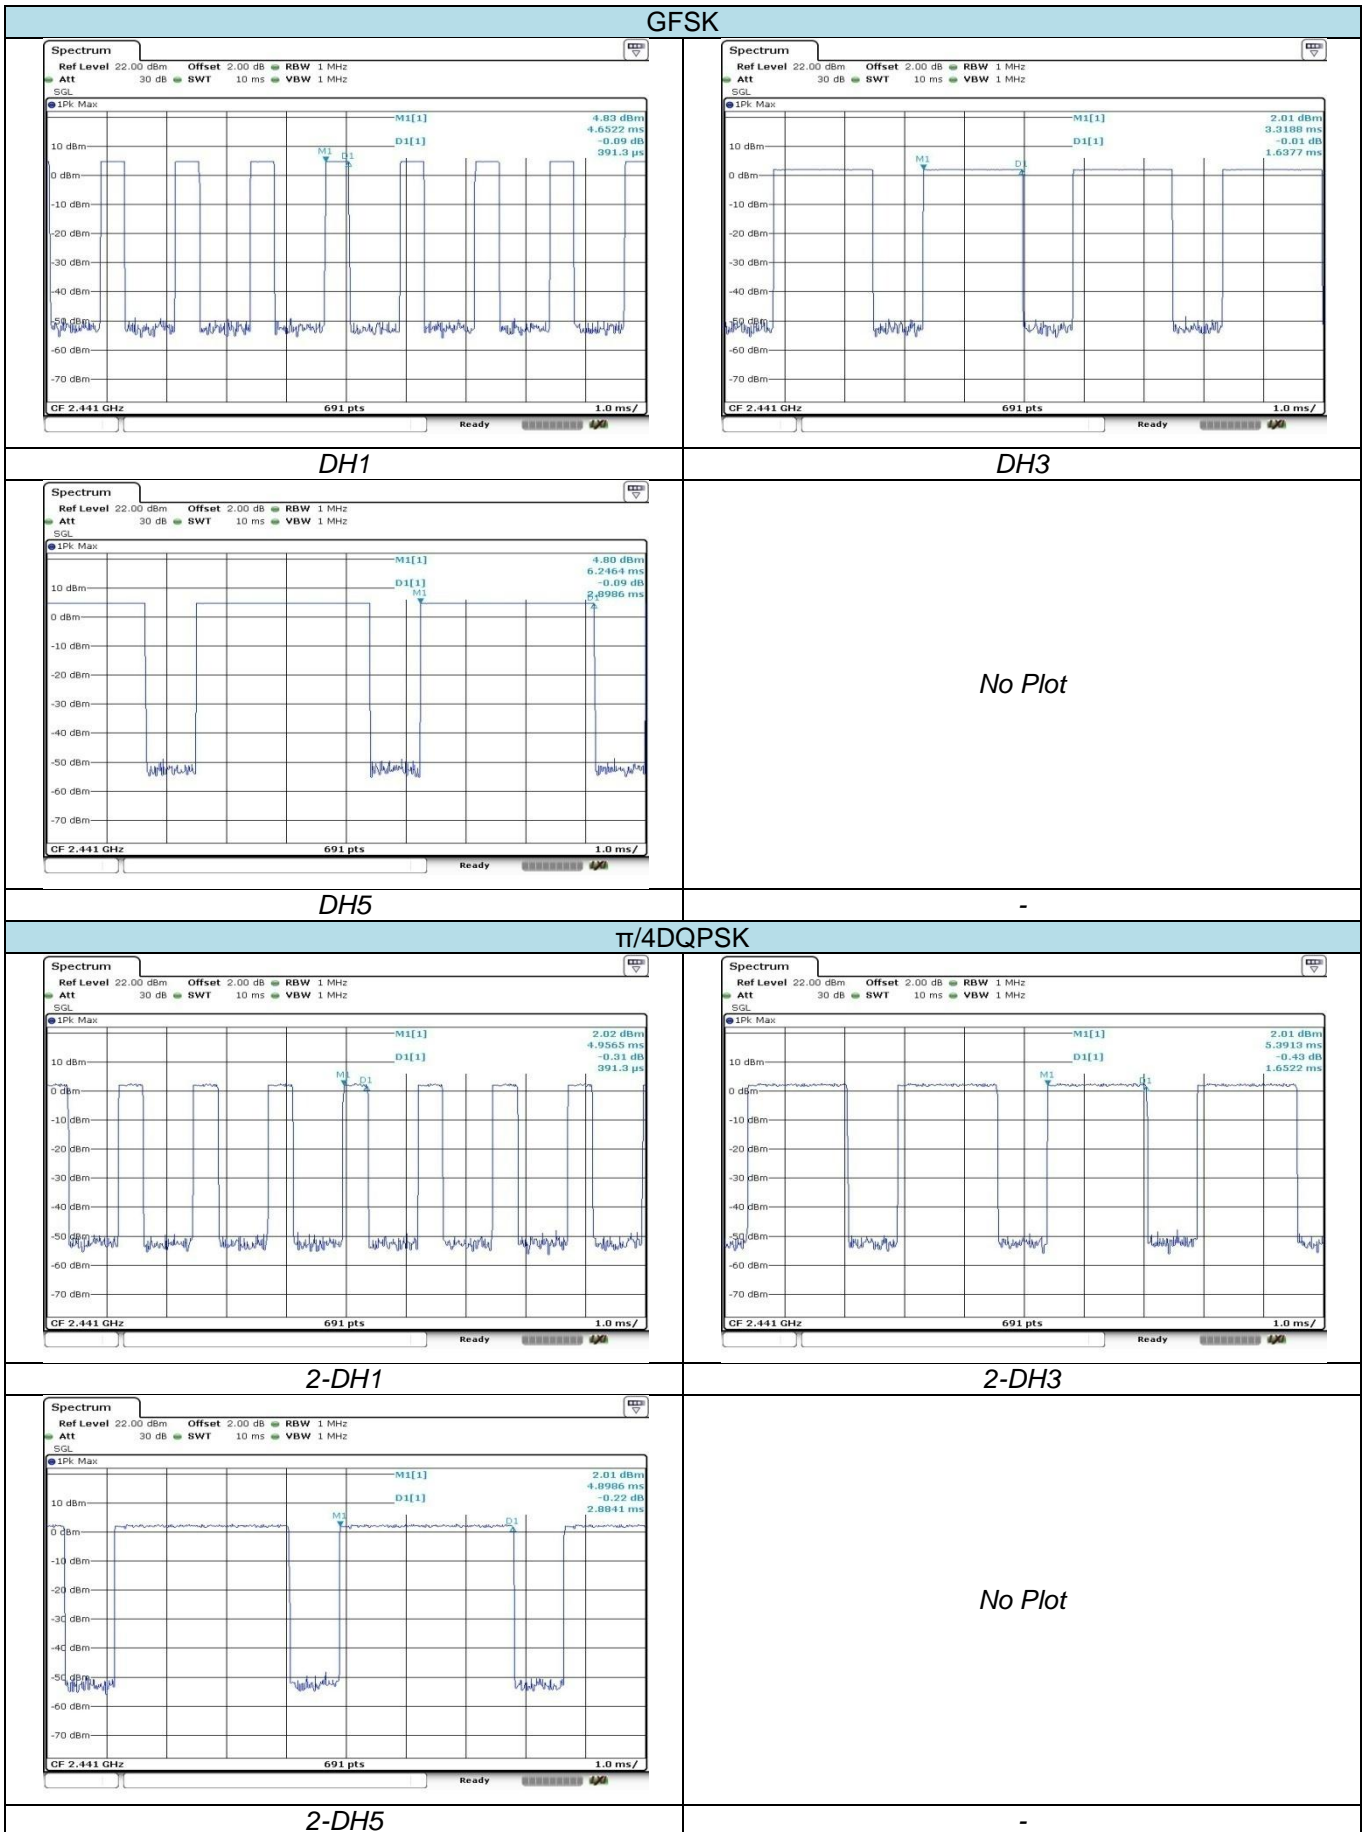 GFSK
Spectrum
Ref Level 22.00 dBm Offset 2.00 dB RBW 1 MHz
Att 30 dB SWT 10 ms VBW 1 MHz
SGL
1Pk Max
M1[1] 4.83 dBm
4.6522 ms
D1[1] -0.09 dB
391.3 µs
M1 D1
10 dBm
0 dBm
-10 dBm
-20 dBm
-30 dBm
-40 dBm
-50 dBm
-60 dBm
-70 dBm
CF 2.441 GHz 691 pts 1.0 ms/
Ready
Spectrum
Ref Level 22.00 dBm Offset 2.00 dB RBW 1 MHz
Att 30 dB SWT 10 ms VBW 1 MHz
SGL
1Pk Max
M1[1] 2.01 dBm
3.3188 ms
D1[1] -0.01 dB
1.6377 ms
M1 D1
10 dBm
0 dBm
-10 dBm
-20 dBm
-30 dBm
-40 dBm
-50 dBm
-60 dBm
-70 dBm
CF 2.441 GHz 691 pts 1.0 ms/
Ready
DH1 DH3
Spectrum
Ref Level 22.00 dBm Offset 2.00 dB RBW 1 MHz
Att 30 dB SWT 10 ms VBW 1 MHz
SGL
1Pk Max
M1[1] 4.80 dBm
6.2464 ms
D1[1] -0.09 dB
2.8986 ms
M1 D1
10 dBm
0 dBm
-10 dBm
-20 dBm
-30 dBm
-40 dBm
-50 dBm
-60 dBm
-70 dBm
CF 2.441 GHz 691 pts 1.0 ms/
Ready
No Plot
DH5 -
π/4DQPSK
Spectrum
Ref Level 22.00 dBm Offset 2.00 dB RBW 1 MHz
Att 30 dB SWT 10 ms VBW 1 MHz
SGL
1Pk Max
M1[1] 2.02 dBm
4.9565 ms
D1[1] -0.31 dB
391.3 µs
M1 D1
10 dBm
0 dBm
-10 dBm
-20 dBm
-30 dBm
-40 dBm
-50 dBm
-60 dBm
-70 dBm
CF 2.441 GHz 691 pts 1.0 ms/
Ready
Spectrum
Ref Level 22.00 dBm Offset 2.00 dB RBW 1 MHz
Att 30 dB SWT 10 ms VBW 1 MHz
SGL
1Pk Max
M1[1] 2.01 dBm
5.3913 ms
D1[1] -0.43 dB
1.6522 ms
M1 D1
10 dBm
0 dBm
-10 dBm
-20 dBm
-30 dBm
-40 dBm
-50 dBm
-60 dBm
-70 dBm
CF 2.441 GHz 691 pts 1.0 ms/
Ready
2-DH1 2-DH3
Spectrum
Ref Level 22.00 dBm Offset 2.00 dB RBW 1 MHz
Att 30 dB SWT 10 ms VBW 1 MHz
SGL
1Pk Max
M1[1] 2.01 dBm
4.8986 ms
D1[1] -0.22 dB
2.8841 ms
M1 D1
10 dBm
0 dBm
-10 dBm
-20 dBm
-30 dBm
-40 dBm
-50 dBm
-60 dBm
-70 dBm
CF 2.441 GHz 691 pts 1.0 ms/
Ready
No Plot
2-DH5 -